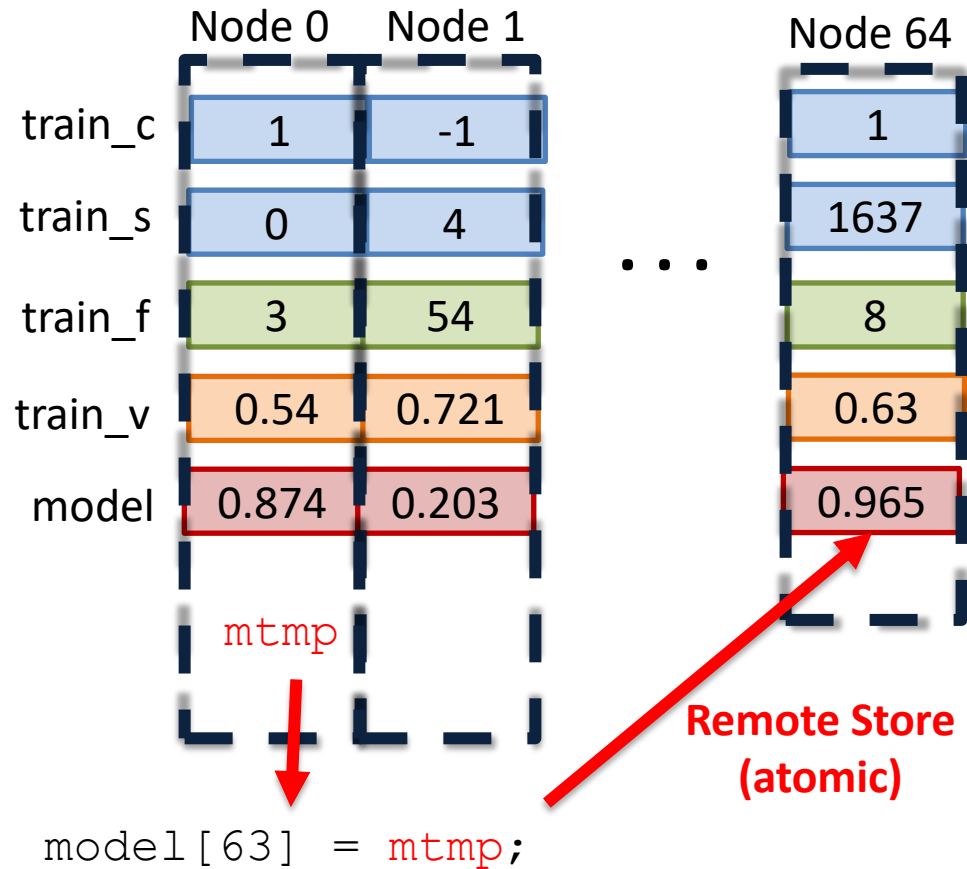 Node 0 Node 1 Node 64
train_c 1 -1 1
train_s 0 4 1637
...
train_f 3 54 8
train_v 0.54 0.721 0.63
model 0.874 0.203 0.965
mtmp
Remote Store
(atomic)
model[63] = mtmp;